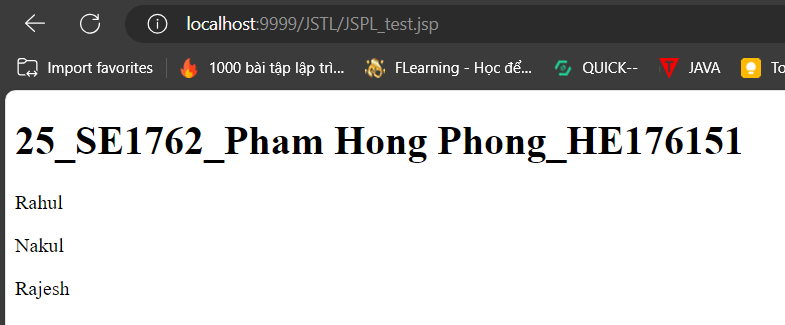 localhost:9999/JSTL/JSPL_test.jsp
Import favorites 1000 bài tập lập trì... FLearning - Học để... QUICK-- JAVA To
25_SE1762_Pham Hong Phong_HE176151
Rahul
Nakul
Rajesh